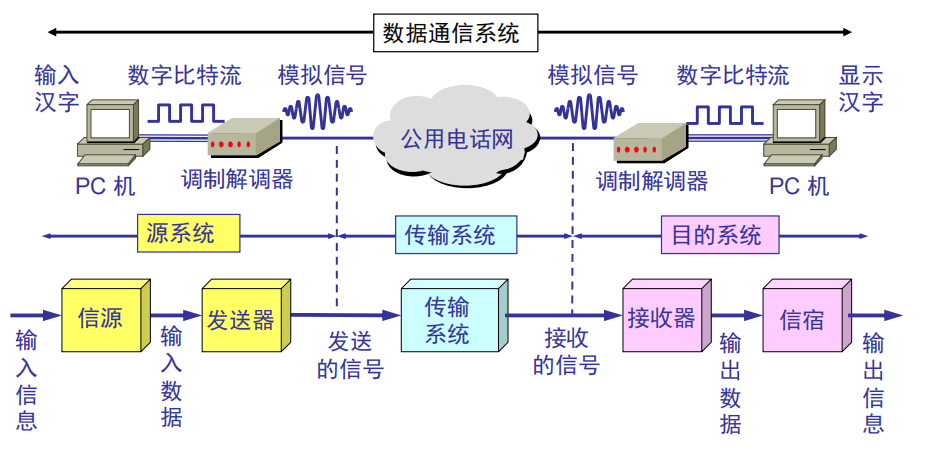 数据通信系统
输入
汉字
数字比特流
模拟信号
模拟信号
数字比特流
显示
汉字
公用电话网
PC 机
调制解调器
调制解调器
PC 机
源系统
传输系统
目的系统
信源
发送器
传输
系统
接收器
信宿
输入信息
输入数据
发送
的信号
接收
的信号
输出数据
输出信息